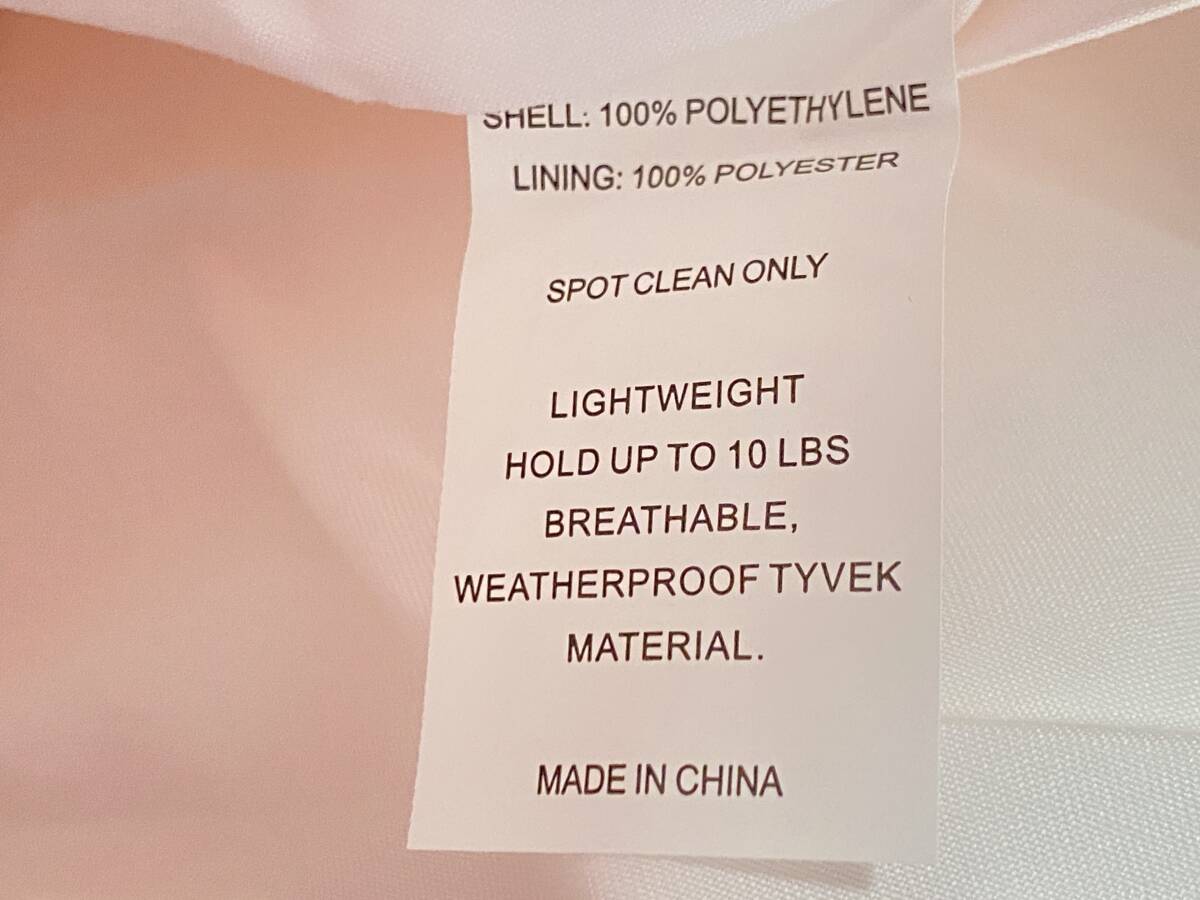 SHELL: 100% POLYETHYLENE
LINING: 100% POLYESTER
SPOT CLEAN ONLY
LIGHTWEIGHT
HOLD UP TO 10 LBS
BREATHABLE,
WEATHERPROOF TYVEK
MATERIAL.
MADE IN CHINA